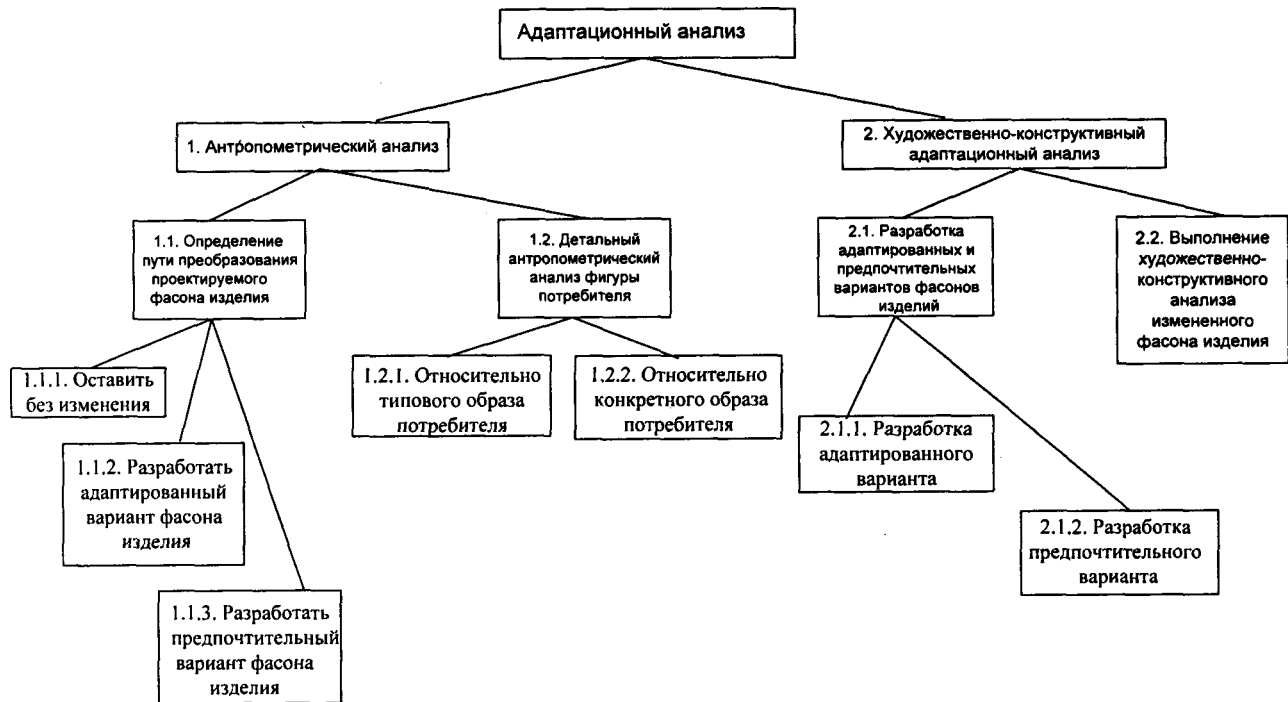 Адаптационный анализ
1. Антропометрический анализ
2. Художественно-конструктивный
адаптационный анализ
1.1. Определение
пути преобразования
проектируемого
фасона изделия
1.2. Детальный
антропометрический
анализ фигуры
потребителя
2.1. Разработка
адаптированных и
предпочтительных
вариантов фасонов
изделий
2.2. Выполнение
художественно-
конструктивного
анализа
измененного
фасона изделия
1.1.1. Оставить
без изменения
1.1.2. Разработать
адаптированный
вариант фасона
изделия
1.1.3. Разработать
предпочтительный
вариант фасона
изделия
1.2.1. Относительно
типового образа
потребителя
1.2.2. Относительно
конкретного образа
потребителя
2.1.1. Разработка
адаптированного
варианта
2.1.2. Разработка
предпочтительного
варианта